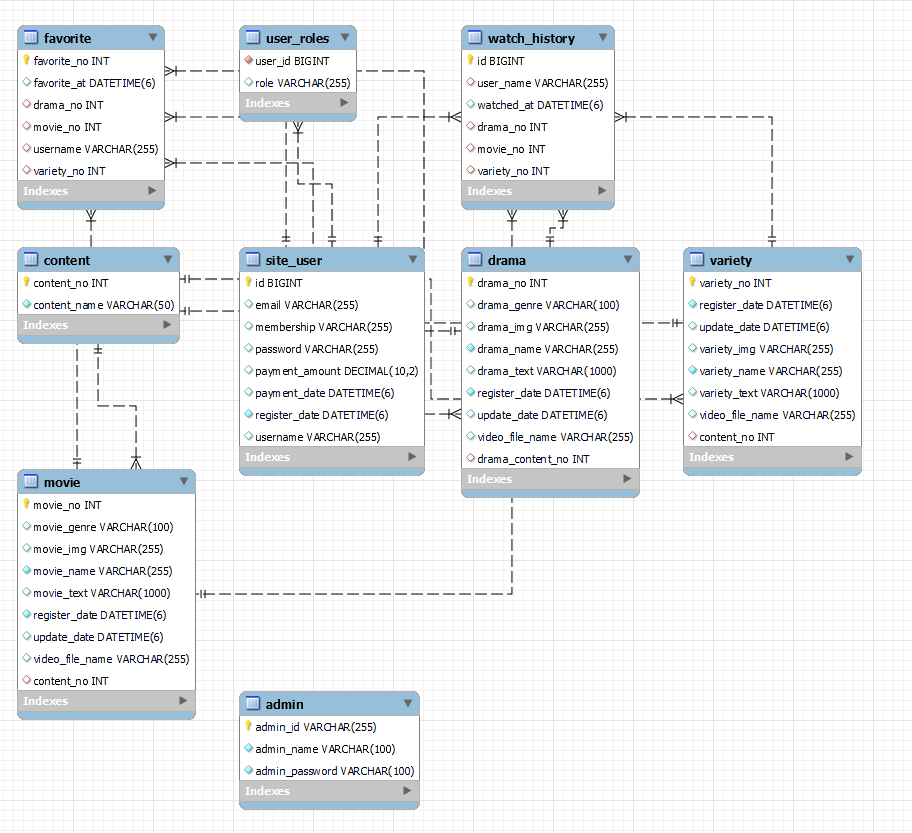 favorite
favorite_no INT
favorite_at DATETIME(6)
drama_no INT
movie_no INT
username VARCHAR(255)
variety_no INT
Indexes
user_roles
user_id BIGINT
role VARCHAR(255)
Indexes
watch_history
id BIGINT
user_name VARCHAR(255)
watched_at DATETIME(6)
drama_no INT
movie_no INT
variety_no INT
Indexes
content
content_no INT
content_name VARCHAR(50)
Indexes
site_user
id BIGINT
email VARCHAR(255)
membership VARCHAR(255)
password VARCHAR(255)
payment_amount DECIMAL(10,2)
payment_date DATETIME(6)
register_date DATETIME(6)
username VARCHAR(255)
Indexes
drama
drama_no INT
drama_genre VARCHAR(100)
drama_img VARCHAR(255)
drama_name VARCHAR(255)
drama_text VARCHAR(1000)
register_date DATETIME(6)
update_date DATETIME(6)
video_file_name VARCHAR(255)
drama_content_no INT
Indexes
variety
variety_no INT
register_date DATETIME(6)
update_date DATETIME(6)
variety_img VARCHAR(255)
variety_name VARCHAR(255)
variety_text VARCHAR(1000)
video_file_name VARCHAR(255)
content_no INT
Indexes
movie
movie_no INT
movie_genre VARCHAR(100)
movie_img VARCHAR(255)
movie_name VARCHAR(255)
movie_text VARCHAR(1000)
register_date DATETIME(6)
update_date DATETIME(6)
video_file_name VARCHAR(255)
content_no INT
Indexes
admin
admin_id VARCHAR(255)
admin_name VARCHAR(100)
admin_password VARCHAR(100)
Indexes